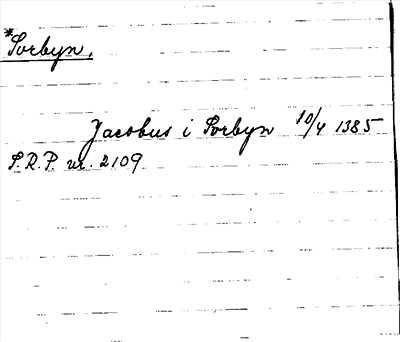 *Sorbyn.
Jacobus i Sorbyn 10/4 1385
S.R.P. nr. 2109